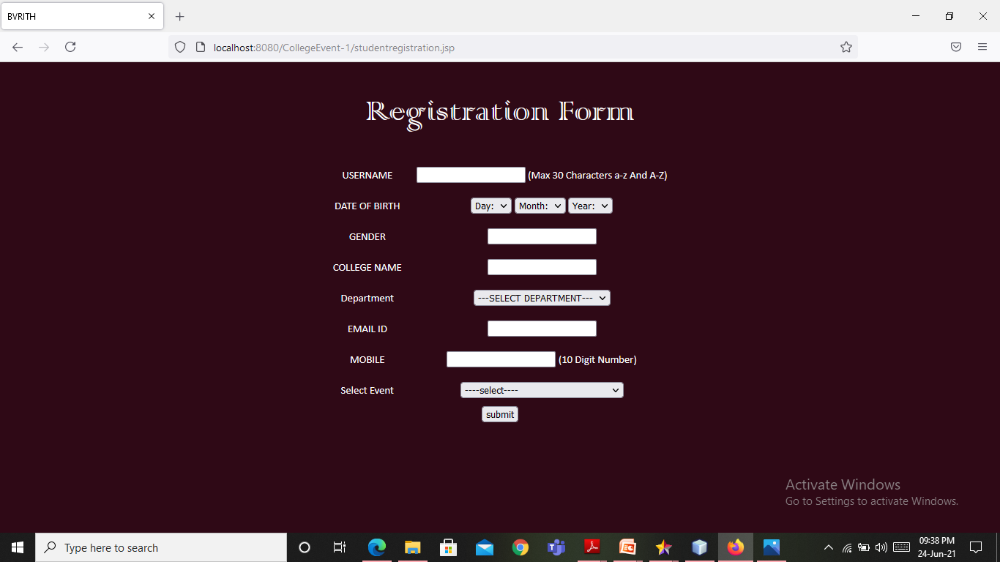 BVRITH
localhost:8080/CollegeEvent-1/studentregistration.jsp
Registration Form
USERNAME (Max 30 Characters a-z And A-Z)
DATE OF BIRTH Day: Month: Year:
GENDER
COLLEGE NAME
Department ---SELECT DEPARTMENT---
EMAIL ID
MOBILE (10 Digit Number)
Select Event ----select----
submit
Activate Windows
Go to Settings to activate Windows.
Type here to search
09:38 PM
24-Jun-21